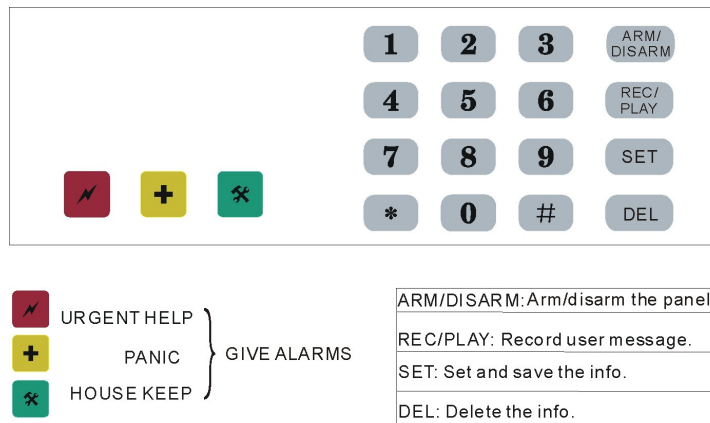 1 2 3 ARM/DISARM
4 5 6 REC/PLAY
7 8 9 SET
* 0 # DEL
URGENT HELP
PANIC
HOUSE KEEP
GIVE ALARMS
ARM/DISARM: Arm/disarm the panel
REC/PLAY: Record user message.
SET: Set and save the info.
DEL: Delete the info.